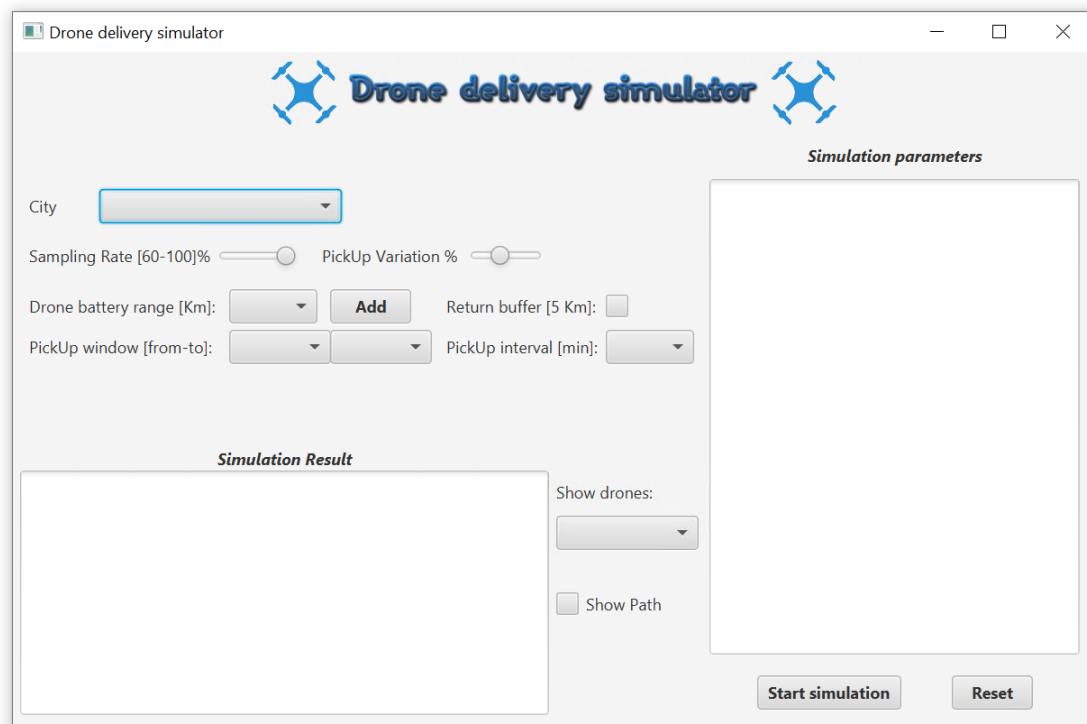 Drone delivery simulator
Drone delivery simulator
Simulation parameters
City
Sampling Rate [60-100]%
PickUp Variation %
Drone battery range [Km]:
Add
Return buffer [5 Km]:
PickUp window [from-to]:
PickUp interval [min]:
Simulation Result
Show drones:
Show Path
Start simulation
Reset